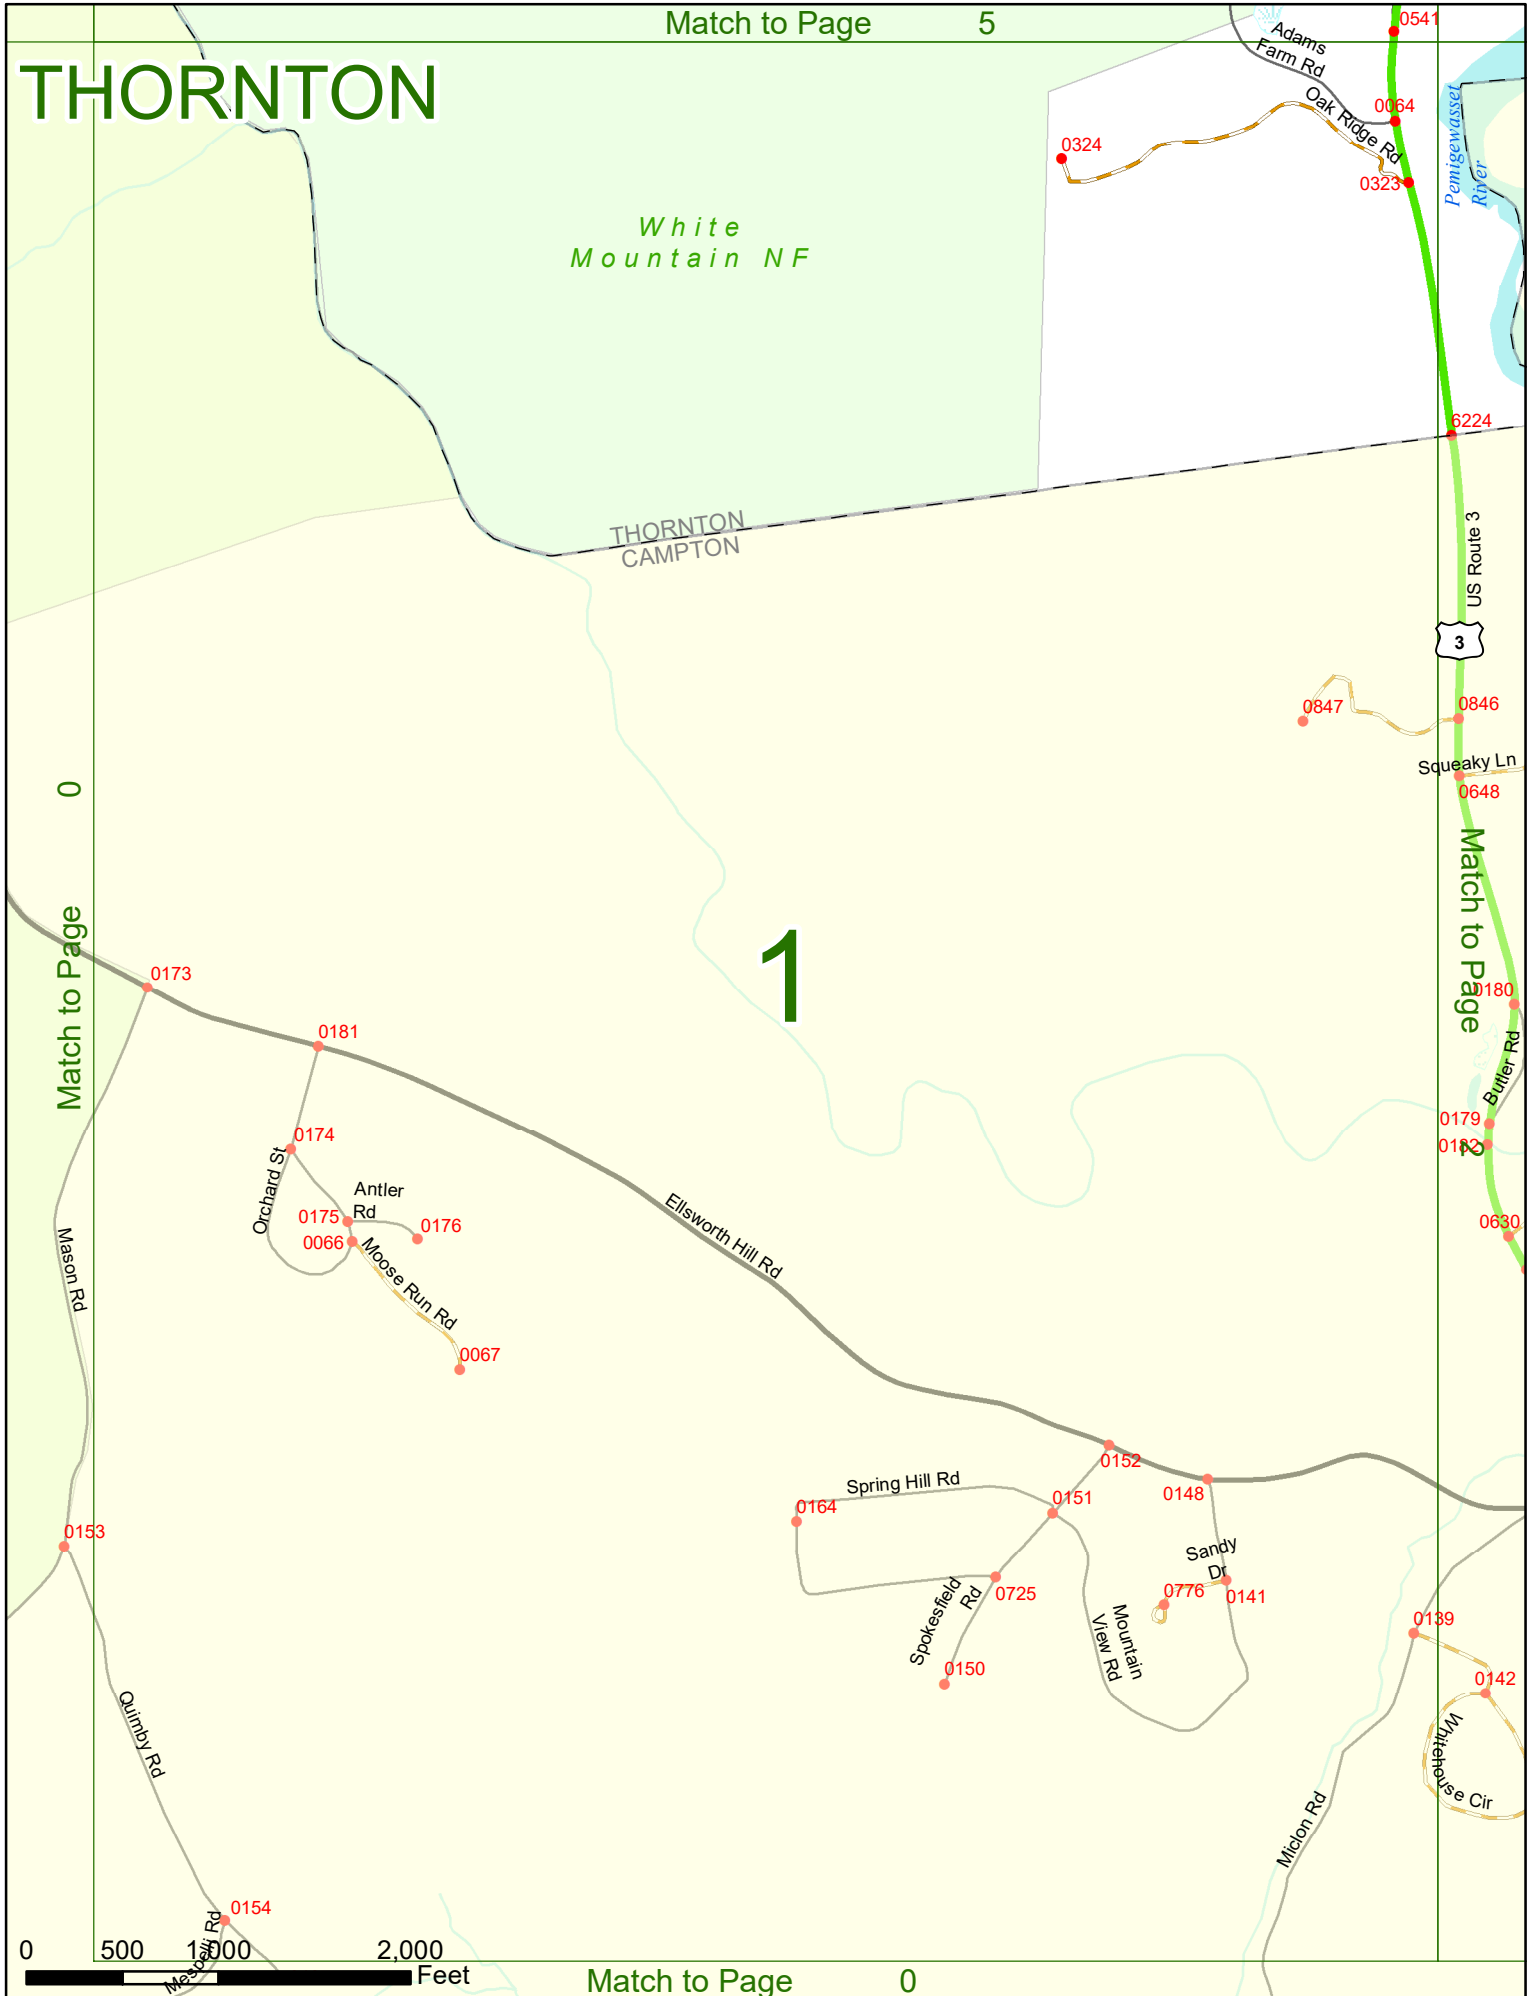 Match to Page 5
THORNTON
0541
Adams
Farm Rd
0064
Oak Ridge Rd
0324
0323
Pemigewasset
River
White
Mountain NF
6224
THORNTON
CAMPTON
US Route 3
3
0847
0846
Squeaky Ln
0648
Match to Page 0
Match to Page 2
1
0173
0181
0180
Butler Rd
0179
0182
0174
Orchard St
Antler
Rd
0175
0176
0066
Moose Run Rd
0067
Ellsworth Hill Rd
0630
Mason Rd
0152
0148
Spring Hill Rd
0164
0151
0153
Sandy
Dr
0725
0776
0141
Spokesfield
Rd
Mountain
View Rd
0150
0139
0142
Whitehouse Cir
Quimby Rd
Miclon Rd
0154
Mespelli Rd
0 500 1,000 2,000
Feet
Match to Page 0